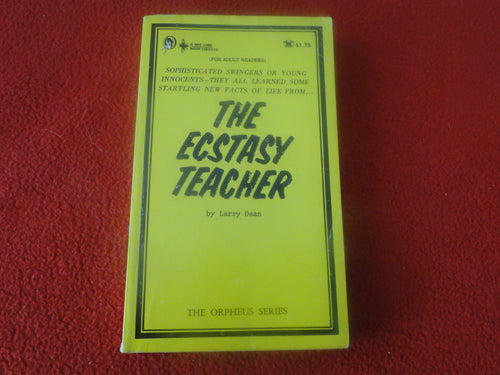 $1.75
(FOR ADULT READERS)
SOPHISTICATED SWINGERS OR YOUNG
INNOCENTS—THEY ALL LEARNED SOME
STARTLING NEW FACTS OF LIFE FROM...
THE
ECSTASY
TEACHER
by Larry Dean
THE ORPHEUS SERIES